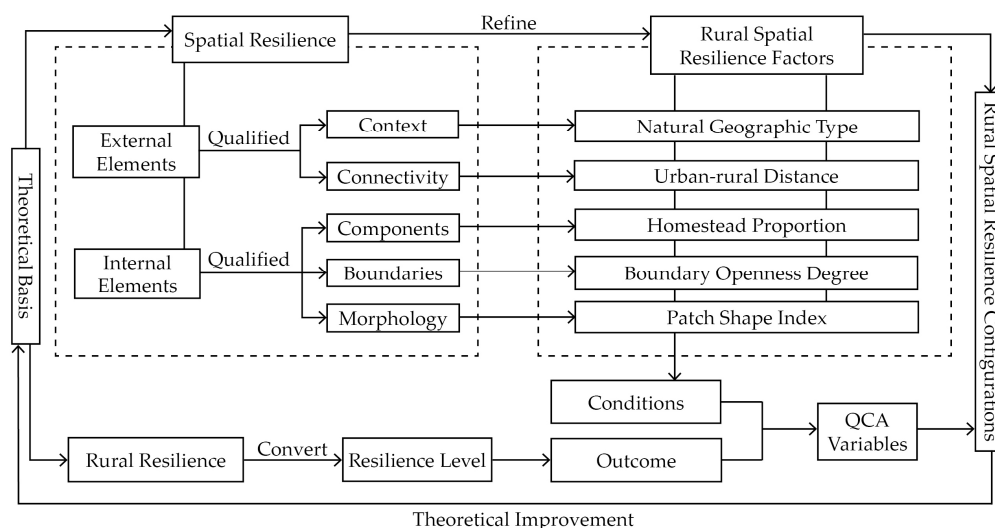 Spatial Resilience
Refine
Rural Spatial
Resilience Factors
External
Elements
Qualified
Context
Connectivity
Natural Geographic Type
Urban-rural Distance
Internal
Elements
Qualified
Components
Boundaries
Morphology
Homestead Proportion
Boundary Openness Degree
Patch Shape Index
Theoretical Basis
Rural Spatial Resilience Configurations
Conditions
QCA
Variables
Rural Resilience
Convert
Resilience Level
Outcome
Theoretical Improvement